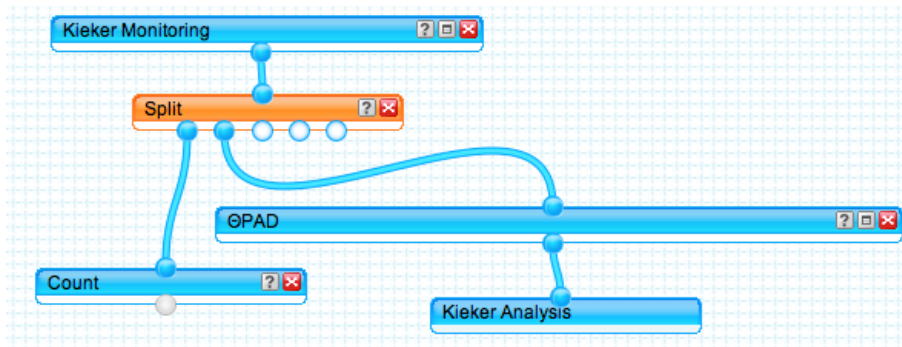 Kieker Monitoring
Split
ΘPAD
Count
Kieker Analysis